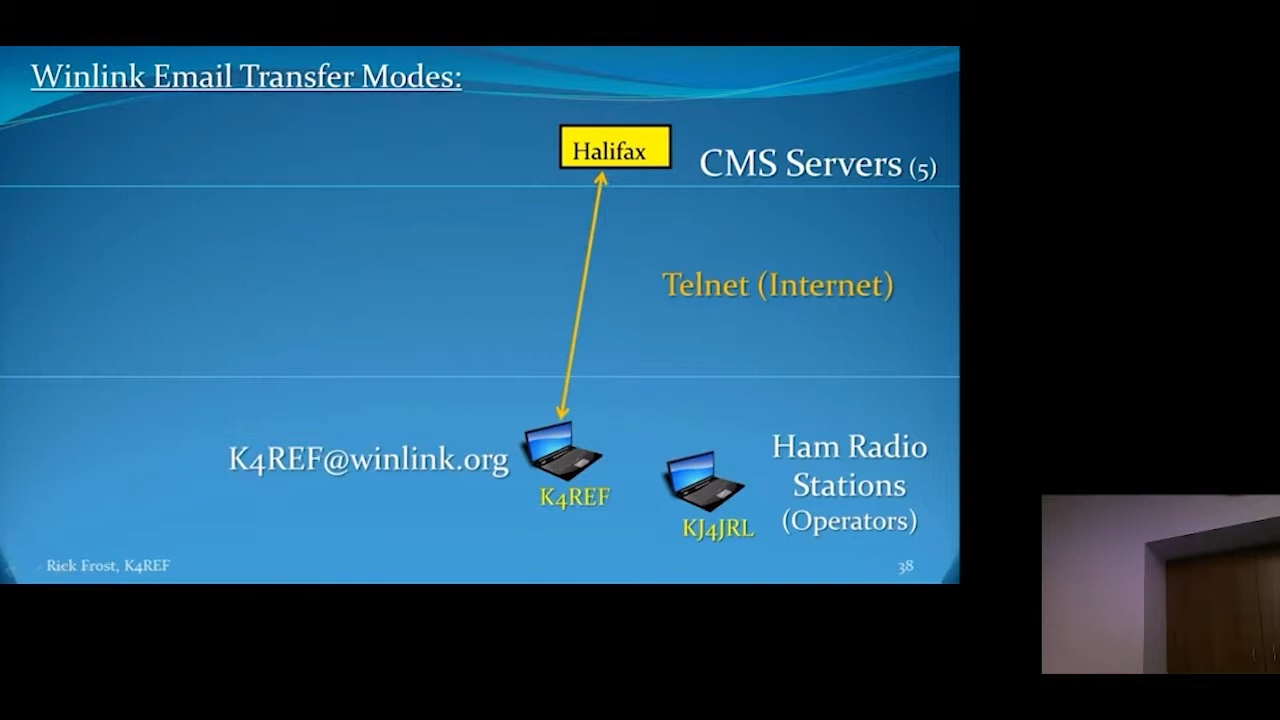 Winlink Email Transfer Modes:
Halifax
CMS Servers (5)
Telnet (Internet)
K4REF@winlink.org
K4REF
KJ4JRL
Ham Radio
Stations
(Operators)
Rick Frost, K4REF
38